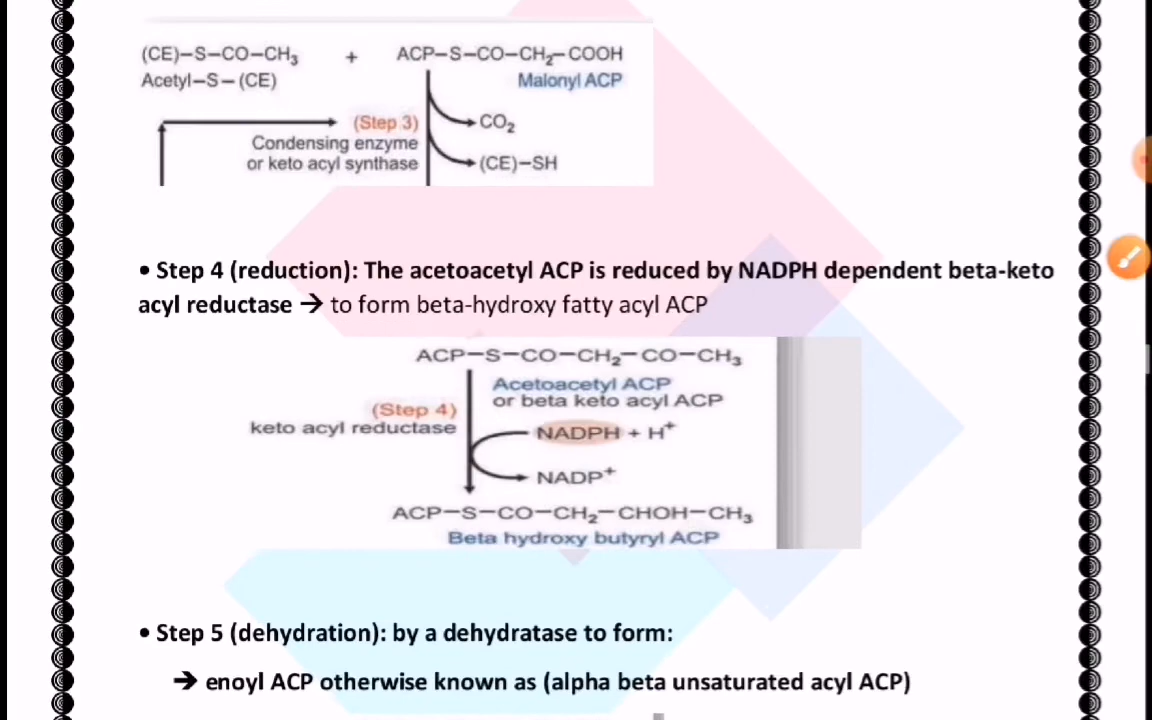 (CE)–S–CO–CH₃ + ACP–S–CO–CH₂–COOH
Acetyl–S–(CE) Malonyl ACP
(Step 3) CO₂
Condensing enzyme
or keto acyl synthase (CE)–SH
• Step 4 (reduction): The acetoacetyl ACP is reduced by NADPH dependent beta-keto
acyl reductase ➔ to form beta-hydroxy fatty acyl ACP
ACP–S–CO–CH₂–CO–CH₃
Acetoacetyl ACP
or beta keto acyl ACP
(Step 4)
keto acyl reductase
NADPH + H⁺
NADP⁺
ACP–S–CO–CH₂–CHOH–CH₃
Beta hydroxy butyryl ACP
• Step 5 (dehydration): by a dehydratase to form:
➔ enoyl ACP otherwise known as (alpha beta unsaturated acyl ACP)